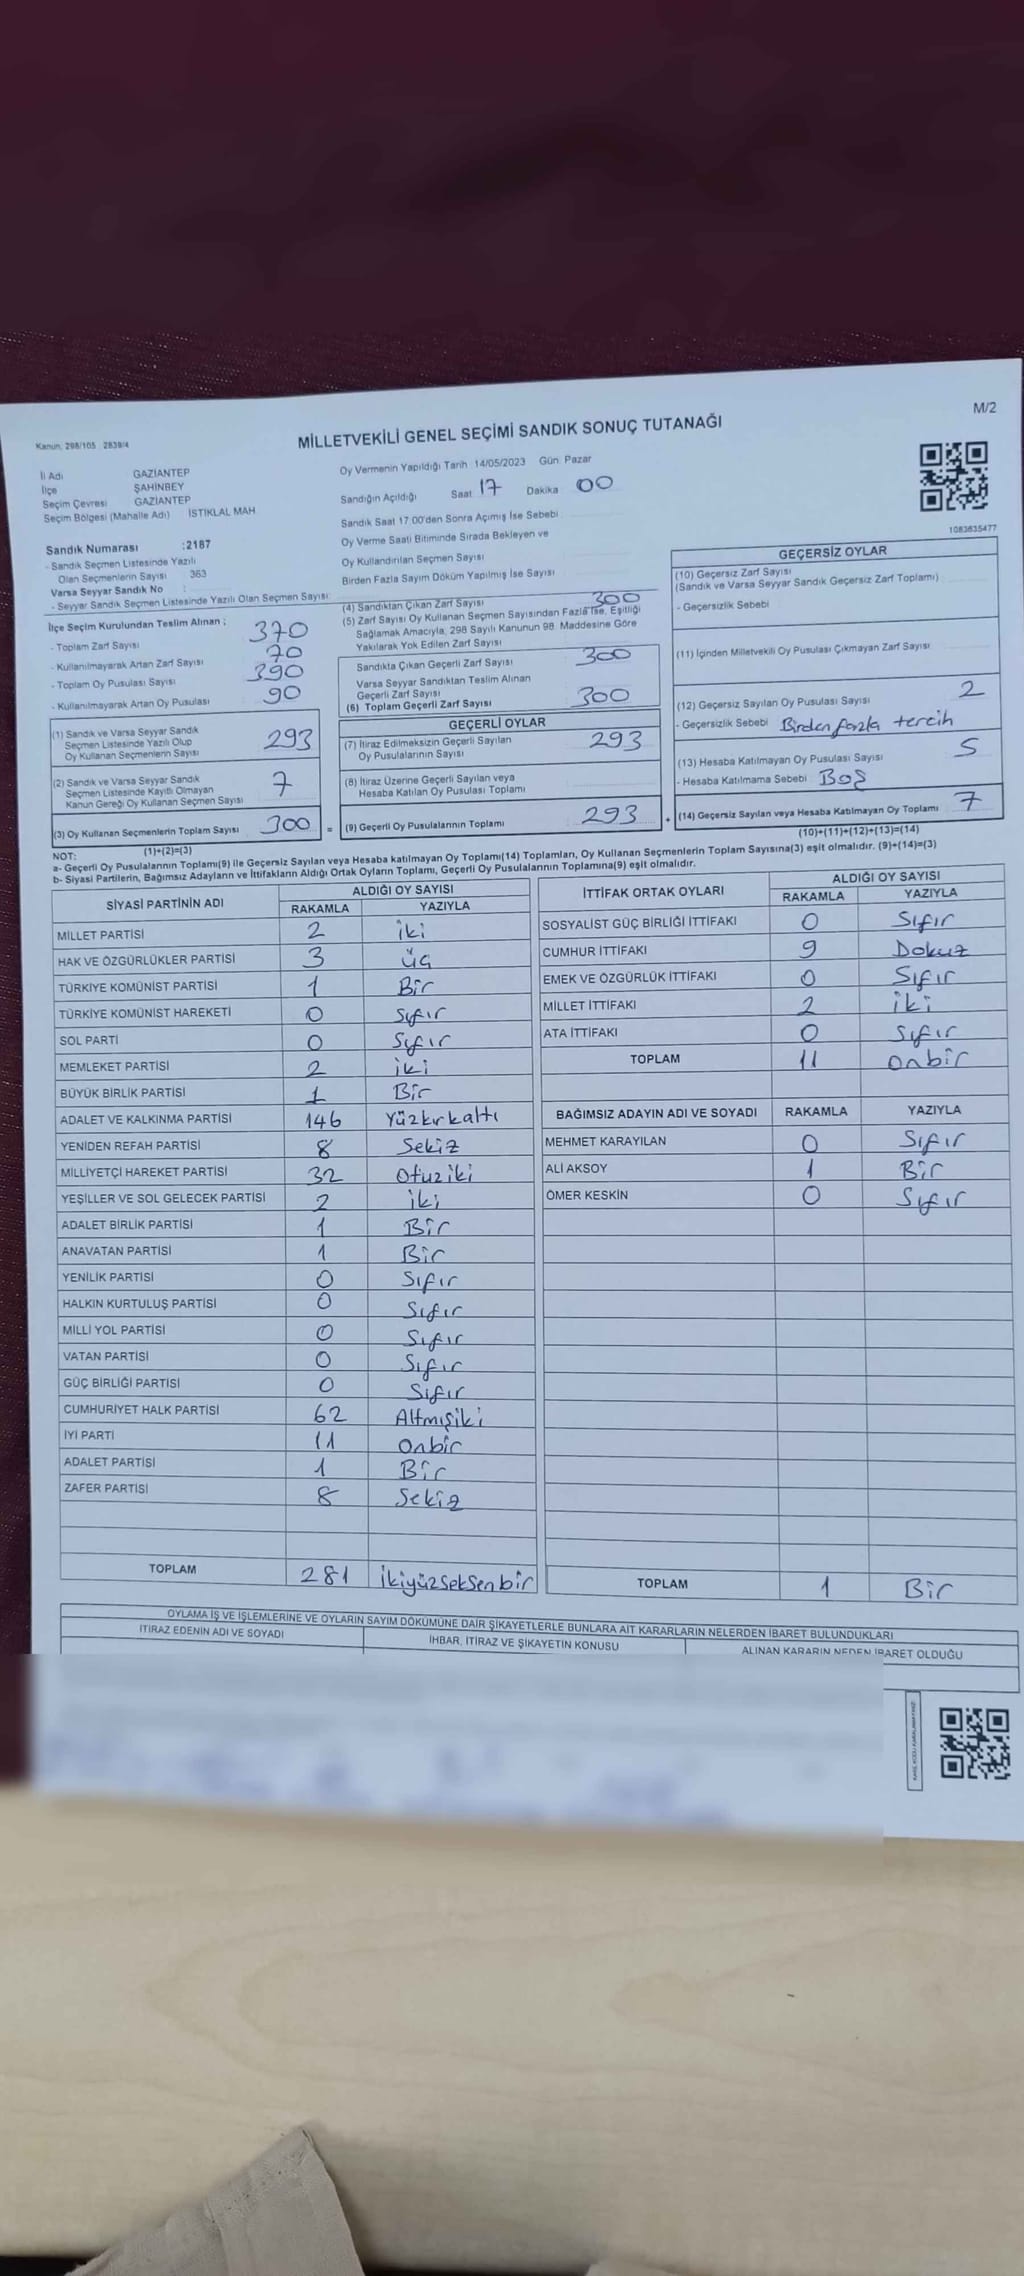 M/2
Kanun: 298/105 2839/4
MİLLETVEKİLİ GENEL SEÇİMİ SANDIK SONUÇ TUTANAĞI
İl Adı GAZİANTEP
İlçe ŞAHİNBEY
Seçim Çevresi GAZİANTEP
Seçim Bölgesi (Mahalle Adı) İSTİKLAL MAH
Oy Vermenin Yapıldığı Tarih 14/05/2023 Gün: Pazar
Sandığın Açıldığı Saat 17 Dakika 00
Sandık Saat 17.00'den Sonra Açımış İse Sebebi
Oy Verme Saati Bitiminde Sırada Bekleyen ve
Oy Kullandırılan Seçmen Sayısı
Birden Fazla Sayım Döküm Yapılmış İse Sayısı
1083635477
Sandık Numarası :2187
- Sandık Seçmen Listesinde Yazılı
Olan Seçmenlerin Sayısı 363
Varsa Seyyar Sandık No :
- Seyyar Sandık Seçmen Listesinde Yazılı Olan Seçmen Sayısı:
İlçe Seçim Kurulundan Teslim Alınan ;
- Toplam Zarf Sayısı 370
- Kullanılmayarak Artan Zarf Sayısı 70
- Toplam Oy Pusulası Sayısı 390
- Kullanılmayarak Artan Oy Pusulası 90
(1) Sandık ve Varsa Seyyar Sandık
Seçmen Listesinde Yazılı Olup
Oy Kullanan Seçmenlerin Sayısı 293
(2) Sandık ve Varsa Seyyar Sandık
Seçmen Listesinde Kayıtlı Olmayan
Kanun Gereği Oy Kullanan Seçmen Sayısı 7
(3) Oy Kullanan Seçmenlerin Toplam Sayısı 300 =
(1)+(2)=(3)
(4) Sandıktan Çıkan Zarf Sayısı 300
(5) Zarf Sayısı Oy Kullanan Seçmen Sayısından Fazla İse, Eşitliği
Sağlamak Amacıyla, 298 Sayılı Kanunun 98. Maddesine Göre
Yakılarak Yok Edilen Zarf Sayısı
Sandıkta Çıkan Geçerli Zarf Sayısı 300
Varsa Seyyar Sandıktan Teslim Alınan
Geçerli Zarf Sayısı
(6) Toplam Geçerli Zarf Sayısı 300
GEÇERLİ OYLAR
(7) İtiraz Edilmeksizin Geçerli Sayılan
Oy Pusulalarının Sayısı 293
(8) İtiraz Üzerine Geçerli Sayılan veya
Hesaba Katılan Oy Pusulası Toplamı
(9) Geçerli Oy Pusulalarının Toplamı 293 +
GEÇERSİZ OYLAR
(10) Geçersiz Zarf Sayısı
(Sandık ve Varsa Seyyar Sandık Geçersiz Zarf Toplamı)
- Geçersizlik Sebebi
(11) İçinden Milletvekili Oy Pusulası Çıkmayan Zarf Sayısı
(12) Geçersiz Sayılan Oy Pusulası Sayısı 2
- Geçersizlik Sebebi Birden fazla tercih
(13) Hesaba Katılmayan Oy Pusulası Sayısı 5
- Hesaba Katılmama Sebebi Boş
(14) Geçersiz Sayılan veya Hesaba Katılmayan Oy Toplamı 7
(10)+(11)+(12)+(13)=(14)
NOT:
a- Geçerli Oy Pusulalarının Toplamı(9) ile Geçersiz Sayılan veya Hesaba katılmayan Oy Toplamı(14) Toplamları, Oy Kullanan Seçmenlerin Toplam Sayısına(3) eşit olmalıdır. (9)+(14)=(3)
b- Siyasi Partilerin, Bağımsız Adayların ve İttifakların Aldığı Ortak Oyların Toplamı, Geçerli Oy Pusulalarının Toplamına(9) eşit olmalıdır.
SİYASİ PARTİNİN ADI ALDIĞI OY SAYISI
RAKAMLA YAZIYLA
MİLLET PARTİSİ 2 iki
HAK VE ÖZGÜRLÜKLER PARTİSİ 3 üç
TÜRKİYE KOMÜNİST PARTİSİ 1 Bir
TÜRKİYE KOMÜNİST HAREKETİ 0 Sıfır
SOL PARTİ 0 Sıfır
MEMLEKET PARTİSİ 2 iki
BÜYÜK BİRLİK PARTİSİ 1 Bir
ADALET VE KALKINMA PARTİSİ 146 Yüzkırkaltı
YENİDEN REFAH PARTİSİ 8 Sekiz
MİLLİYETÇİ HAREKET PARTİSİ 32 Otuziki
YEŞİLLER VE SOL GELECEK PARTİSİ 2 iki
ADALET BİRLİK PARTİSİ 1 Bir
ANAVATAN PARTİSİ 1 Bir
YENİLİK PARTİSİ 0 Sıfır
HALKIN KURTULUŞ PARTİSİ 0 Sıfır
MİLLİ YOL PARTİSİ 0 Sıfır
VATAN PARTİSİ 0 Sıfır
GÜÇ BİRLİĞİ PARTİSİ 0 Sıfır
CUMHURİYET HALK PARTİSİ 62 Altmışiki
İYİ PARTİ 11 onbir
ADALET PARTİSİ 1 Bir
ZAFER PARTİSİ 8 Sekiz
TOPLAM 281 ikiyüzseksenbir
İTTİFAK ORTAK OYLARI ALDIĞI OY SAYISI
RAKAMLA YAZIYLA
SOSYALİST GÜÇ BİRLİĞİ İTTİFAKI 0 Sıfır
CUMHUR İTTİFAKI 9 Dokuz
EMEK VE ÖZGÜRLÜK İTTİFAKI 0 Sıfır
MİLLET İTTİFAKI 2 iki
ATA İTTİFAKI 0 Sıfır
TOPLAM 11 onbir
BAĞIMSIZ ADAYIN ADI VE SOYADI RAKAMLA YAZIYLA
MEHMET KARAYILAN 0 Sıfır
ALİ AKSOY 1 Bir
ÖMER KESKİN 0 Sıfır
TOPLAM 1 Bir
OYLAMA İŞ VE İŞLEMLERİNE VE OYLARIN SAYIM DÖKÜMÜNE DAİR ŞİKAYETLERLE BUNLARA AİT KARARLARIN NELERDEN İBARET BULUNDUKLARI
İTİRAZ EDENİN ADI VE SOYADI İHBAR, İTİRAZ VE ŞİKAYETİN KONUSU ALINAN KARARIN NEDEN İBARET OLDUĞU